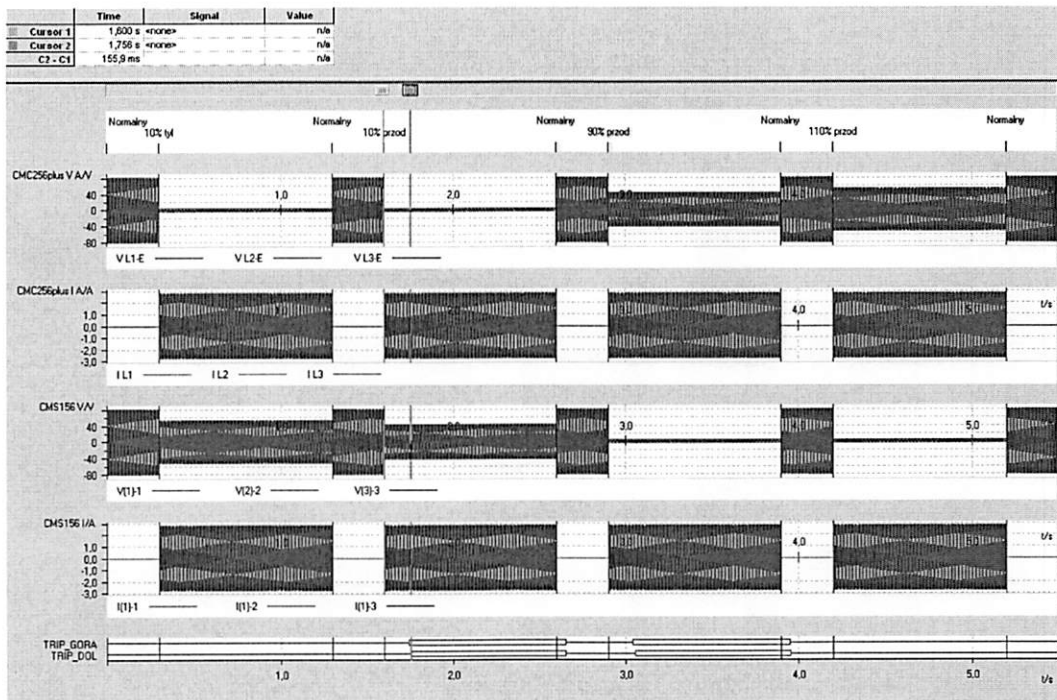 Time Signal Value
Cursor 1 1,600 s <none> n/a
Cursor 2 1,756 s <none> n/a
C2 - C1 155,9 ms n/a
Normalny Normalny Normalny Normalny Normalny
10% tył 10% przod 90% przod 110% przod
CMC256plus V A/V
40
0
-40
-80
1,0 2,0
V L1-E V L2-E V L3-E
CMC256plus I A/A
t/s
1,0
0,0
-1,0
-2,0
-3,0
4,0
I L1 I L2 I L3
CMS156 V/V
40
0
-40
-80
3,0 5,0
V(1)-1 V(2)-2 V(3)-3
CMS156 I/A
t/s
1,0
0,0
-1,0
-2,0
-3,0
4,0
I(1)-1 I(1)-2 I(1)-3
TRIP_GORA
TRIP_DOL
1,0 2,0 3,0 4,0 5,0
t/s